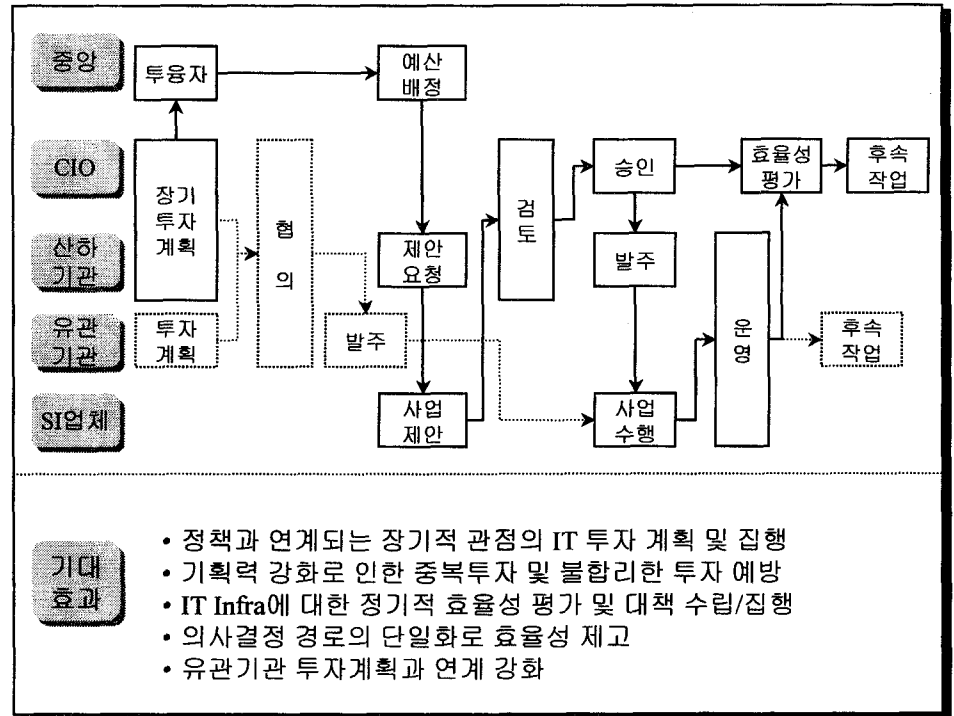 중앙
투융자
예산
배정
CIO
장기
투자
계획
협
의
검
토
승인
효율성
평가
후속
작업
산하
기관
제안
요청
발주
유관
기관
투자
계획
발주
운
영
후속
작업
SI업체
사업
제안
사업
수행
기대
효과
• 정책과 연계되는 장기적 관점의 IT 투자 계획 및 집행
• 기획력 강화로 인한 중복투자 및 불합리한 투자 예방
• IT Infra에 대한 정기적 효율성 평가 및 대책 수립/집행
• 의사결정 경로의 단일화로 효율성 제고
• 유관기관 투자계획과 연계 강화